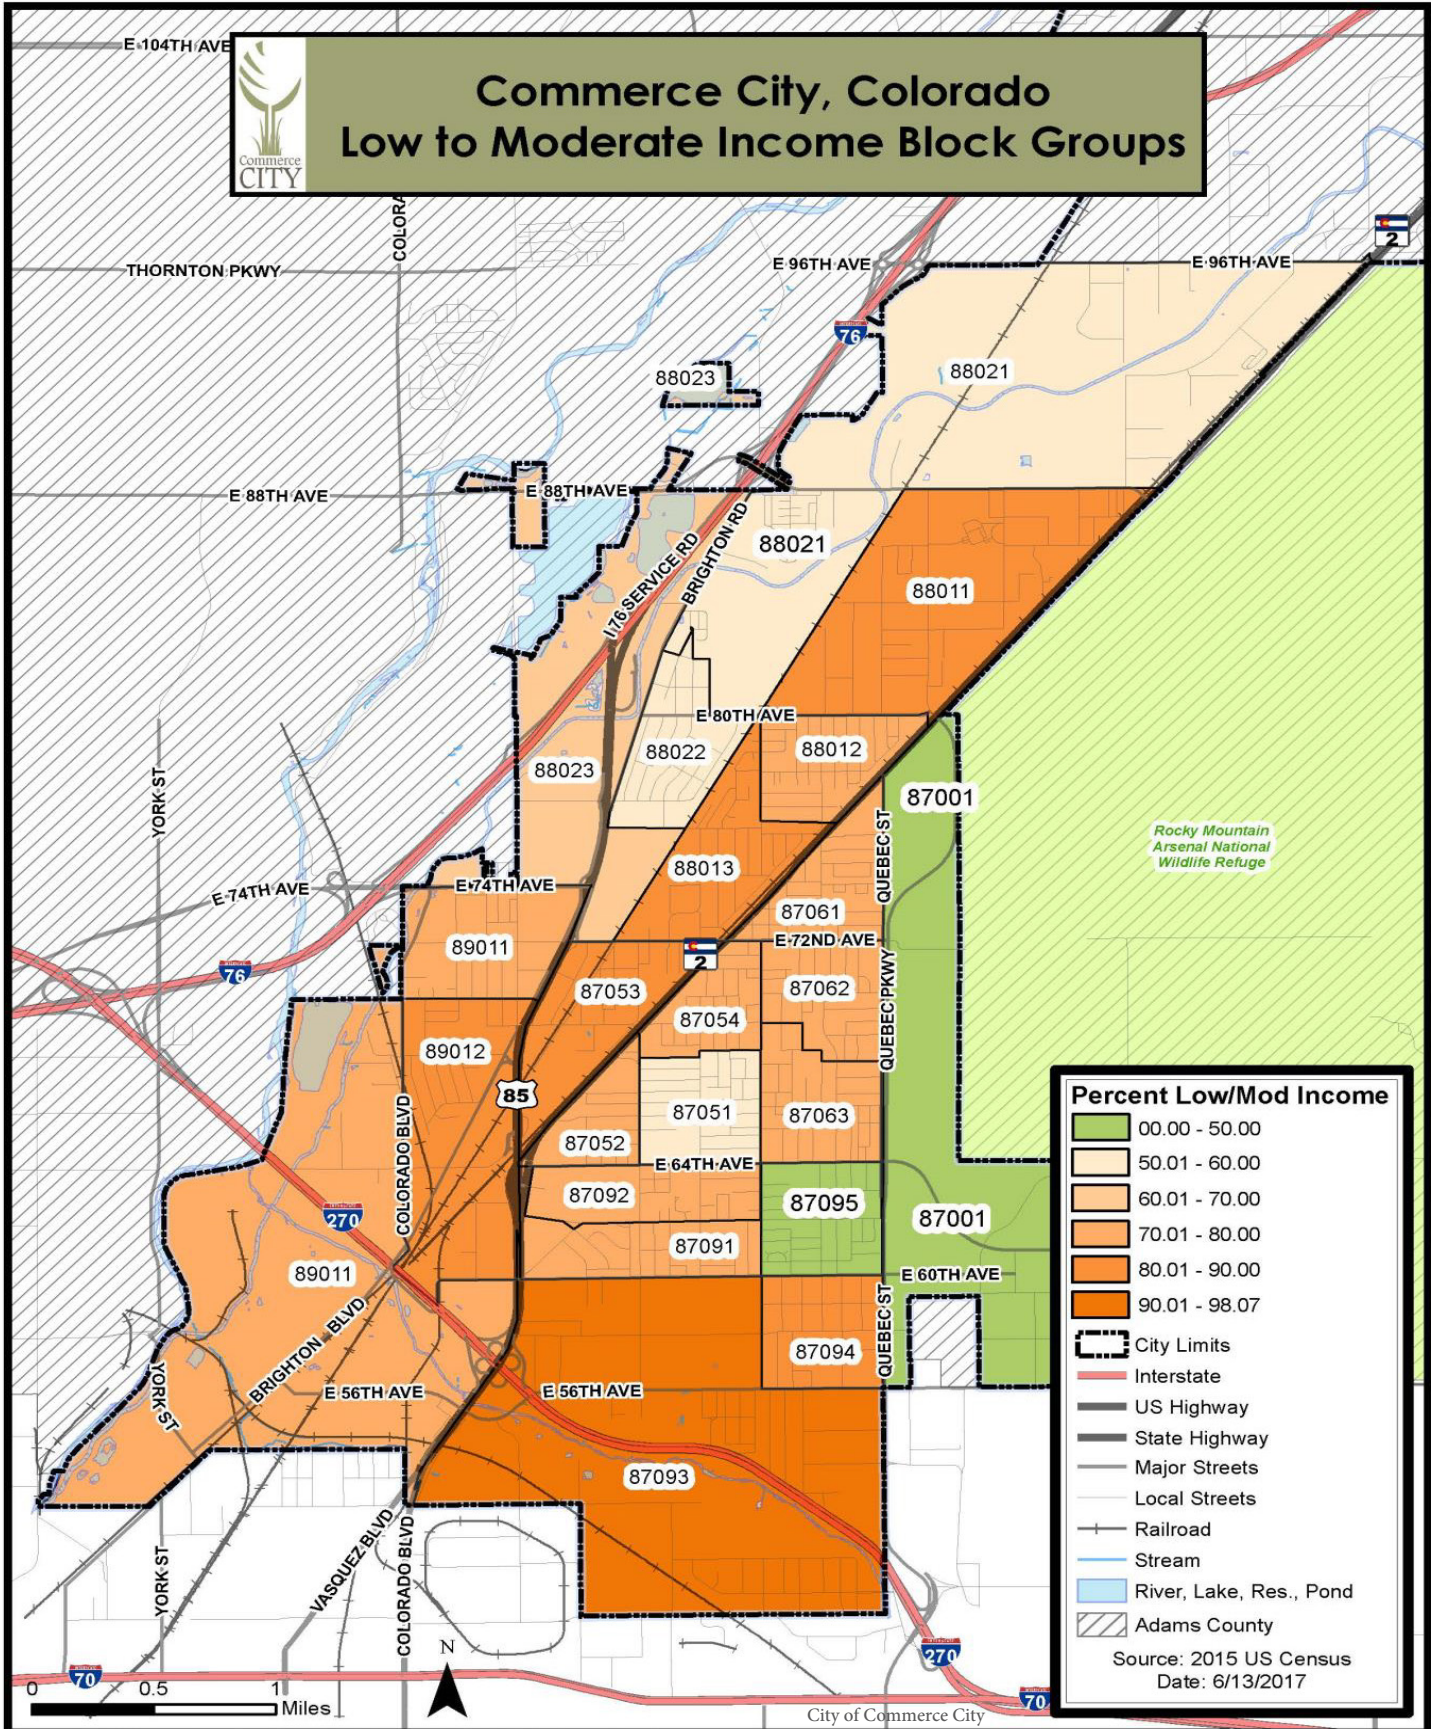 E 104TH AVE
Commerce
CITY
Commerce City, Colorado
Low to Moderate Income Block Groups
COLORA
2
THORNTON PKWY
E 96TH AVE
E 96TH AVE
76
88023
88021
E 88TH AVE
E 88TH AVE
I 76 SERVICE RD
BRIGHTON RD
88021
88011
E 80TH AVE
88022
88012
88023
87001
YORK ST
QUEBEC ST
Rocky Mountain
Arsenal National
Wildlife Refuge
88013
E 74TH AVE
E 74TH AVE
87061
E 72ND AVE
89011
2
76
87053
87062
87054
QUEBEC PKWY
89012
85
87051
87063
COLORADO BLVD
87052
E 64TH AVE
87092
87095
87001
270
87091
89011
E 60TH AVE
BRIGHTON BLVD
QUEBEC ST
87094
YORK ST
E 56TH AVE
E 56TH AVE
87093
VASQUEZ BLVD
COLORADO BLVD
YORK ST
N
270
70
70
0
0.5
1
Miles
City of Commerce City
Percent Low/Mod Income
00.00 - 50.00
50.01 - 60.00
60.01 - 70.00
70.01 - 80.00
80.01 - 90.00
90.01 - 98.07
City Limits
Interstate
US Highway
State Highway
Major Streets
Local Streets
Railroad
Stream
River, Lake, Res., Pond
Adams County
Source: 2015 US Census
Date: 6/13/2017